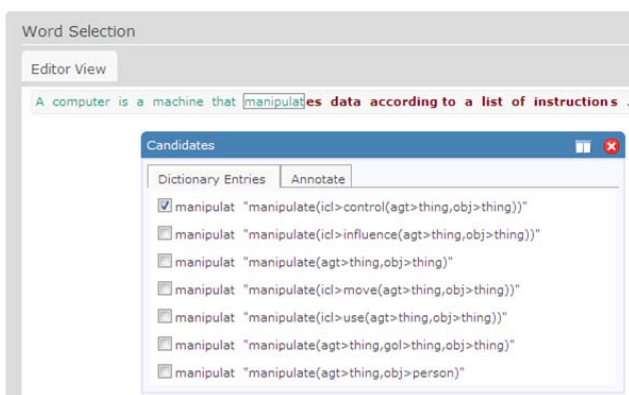 Word Selection
Editor View
A computer is a machine that manipulates data according to a list of instructions .
Candidates
Dictionary Entries Annotate
manipulat "manipulate(icl>control(agt>thing,obj>thing))"
manipulat "manipulate(icl>influence(agt>thing,obj>thing))"
manipulat "manipulate(agt>thing,obj>thing)"
manipulat "manipulate(icl>move(agt>thing,obj>thing))"
manipulat "manipulate(icl>use(agt>thing,obj>thing))"
manipulat "manipulate(agt>thing,gol>thing,obj>thing)"
manipulat "manipulate(agt>thing,obj>person)"